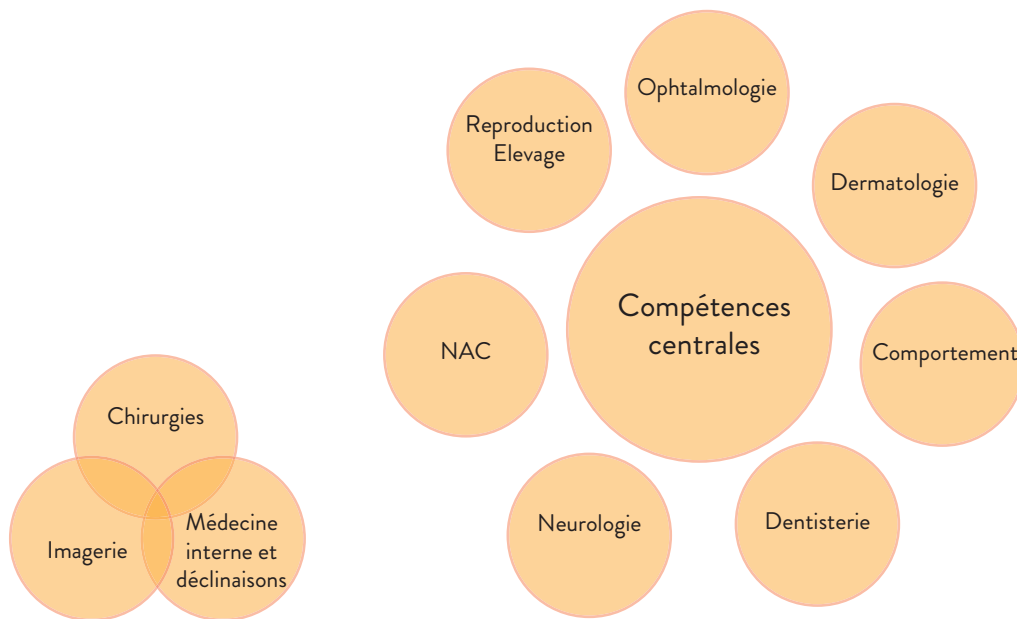 Ophtalmologie
Reproduction
Elevage
Dermatologie
Compétences
centrales
NAC
Comportement
Chirurgies
Neurologie
Dentisterie
Imagerie
Médecine
interne et
déclinaisons